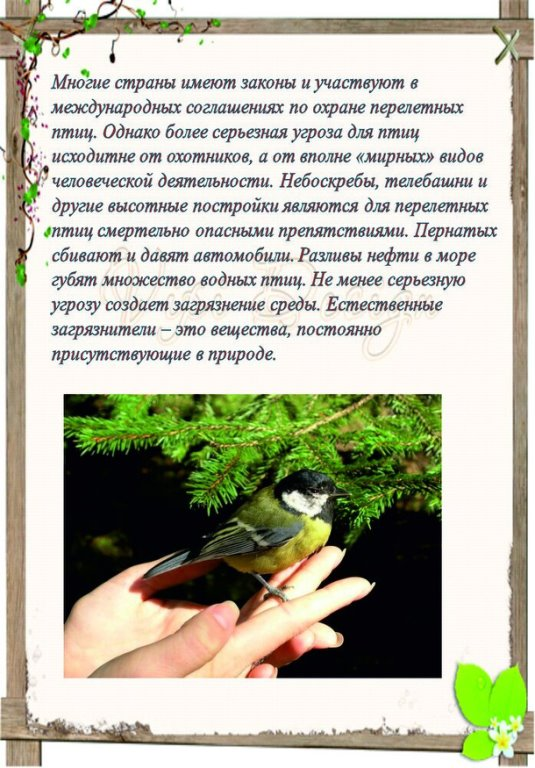 Многие страны имеют законы и участвуют в
международных соглашениях по охране перелетных
птиц. Однако более серьезная угроза для птиц
исходитне от охотников, а от вполне «мирных» видов
человеческой деятельности. Небоскребы, телебашни и
другие высотные постройки являются для перелетных
птиц смертельно опасными препятствиями. Пернатых
сбивают и давят автомобили. Разливы нефти в море
губят множество водных птиц. Не менее серьезную
угрозу создает загрязнение среды. Естественные
загрязнители – это вещества, постоянно
присутствующие в природе.